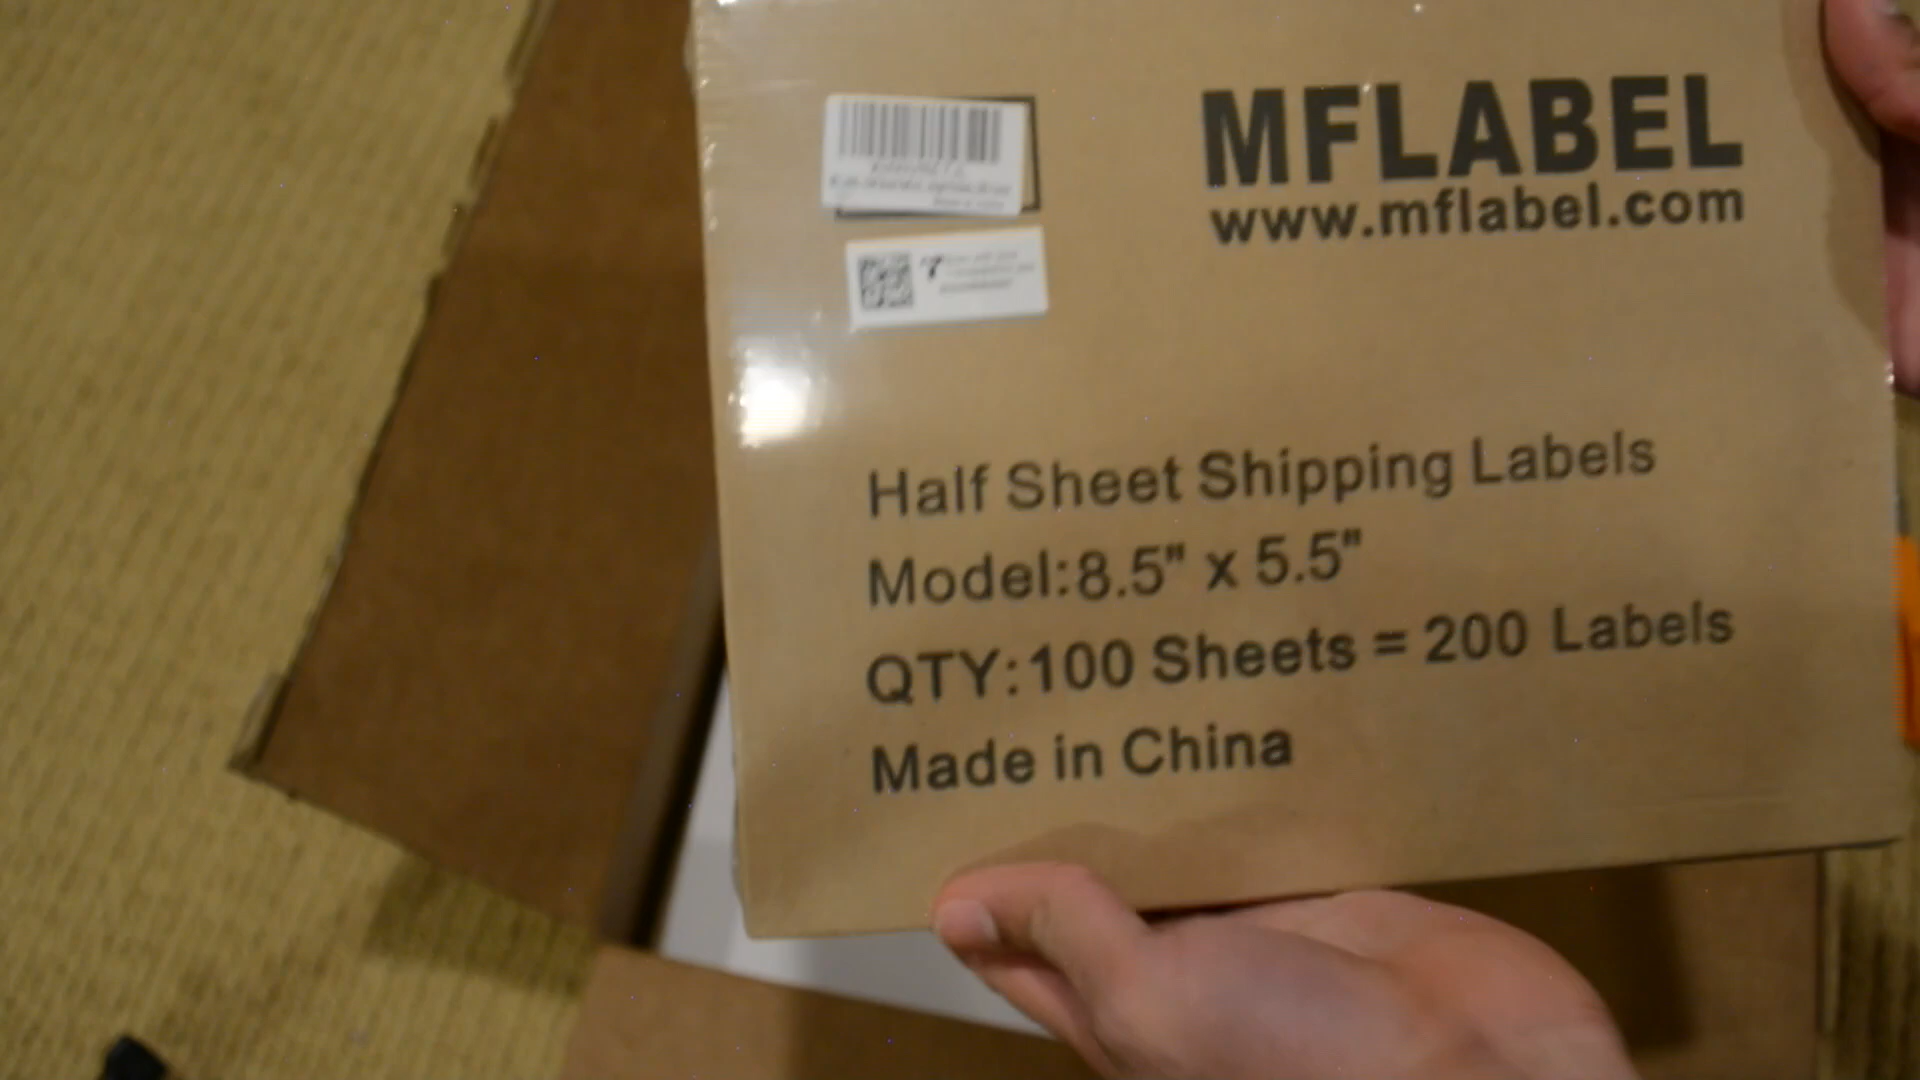 MFLABEL
www.mflabel.com
Half Sheet Shipping Labels
Model:8.5" x 5.5"
QTY:100 Sheets = 200 Labels
Made in China